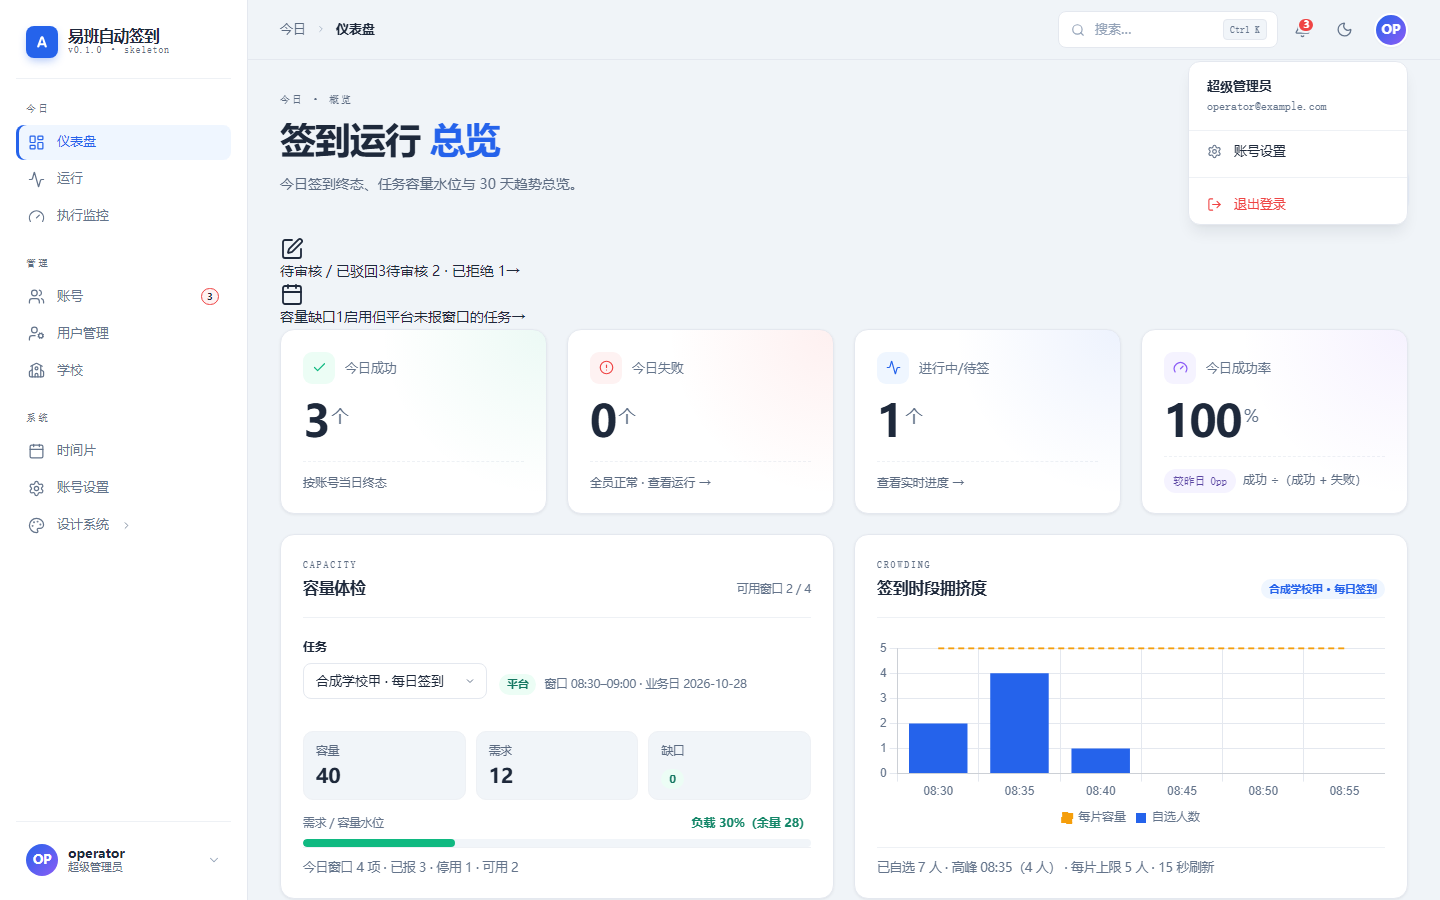 A
易班自动签到
v0.1.0 • skeleton
今日
仪表盘
运行
执行监控
管理
账号
3
用户管理
学校
系统
时间片
账号设置
设计系统
OP
operator
超级管理员
今日
仪表盘
搜索...
Ctrl K
3
OP
超级管理员
operator@example.com
账号设置
退出登录
今日 • 概览
签到运行 总览
今日签到终态、任务容量水位与 30 天趋势总览。
待审核 / 已驳回3待审核 2 · 已拒绝 1→
容量缺口1启用但平台未报窗口的任务→
今日成功
3个
按账号当日终态
今日失败
0个
全员正常 · 查看运行 →
进行中/待签
1个
查看实时进度 →
今日成功率
100%
较昨日 0pp
成功 ÷（成功 + 失败）
CAPACITY
容量体检
可用窗口 2 / 4
任务
合成学校甲 · 每日签到
平台
窗口 08:30–09:00 · 业务日 2026-10-28
容量
40
需求
12
缺口
0
需求 / 容量水位
负载 30%（余量 28）
今日窗口 4 项 · 已报 3 · 停用 1 · 可用 2
CROWDING
签到时段拥挤度
合成学校甲 • 每日签到
5
4
3
2
1
0
08:30
08:35
08:40
08:45
08:50
08:55
每片容量
自选人数
已自选 7 人 · 高峰 08:35（4 人） · 每片上限 5 人 · 15 秒刷新